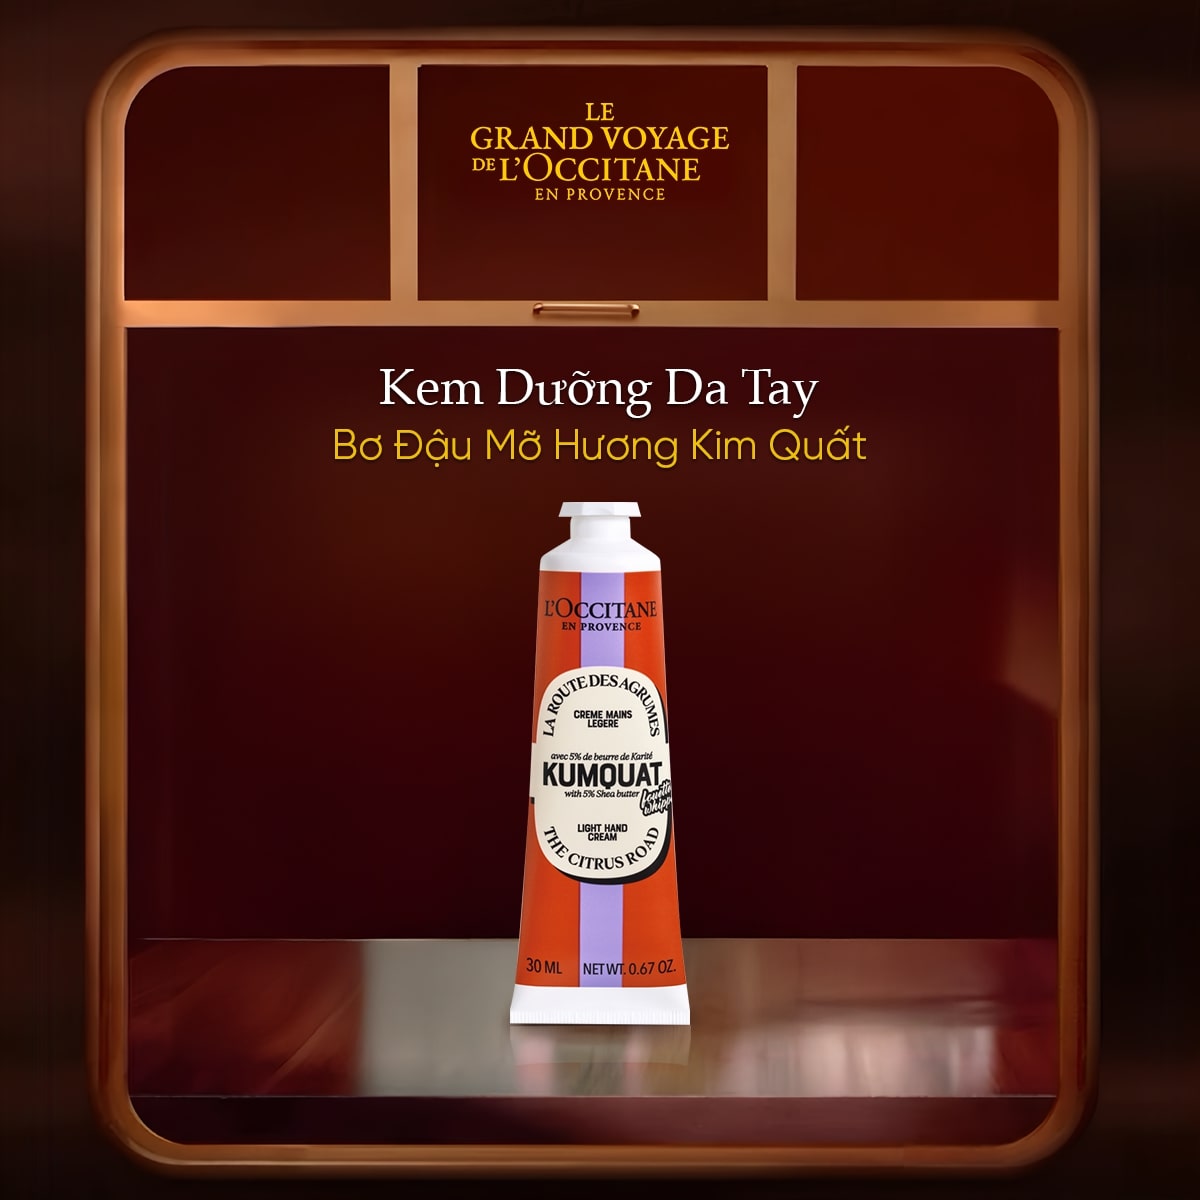 LE
GRAND VOYAGE
DE L'OCCITANE
EN PROVENCE
Kem Dưỡng Da Tay
Bơ Đậu Mỡ Hương Kim Quất
L'OCCITANE
EN PROVENCE
LA ROUTE DES AGRUMES
CREME MAINS
LEGERE
avec 5% de beurre de Karité
KUMQUAT
with 5% Shea butter
LIGHT HAND
CREAM
THE CITRUS ROAD
30 ML NET WT. 0.67 OZ.